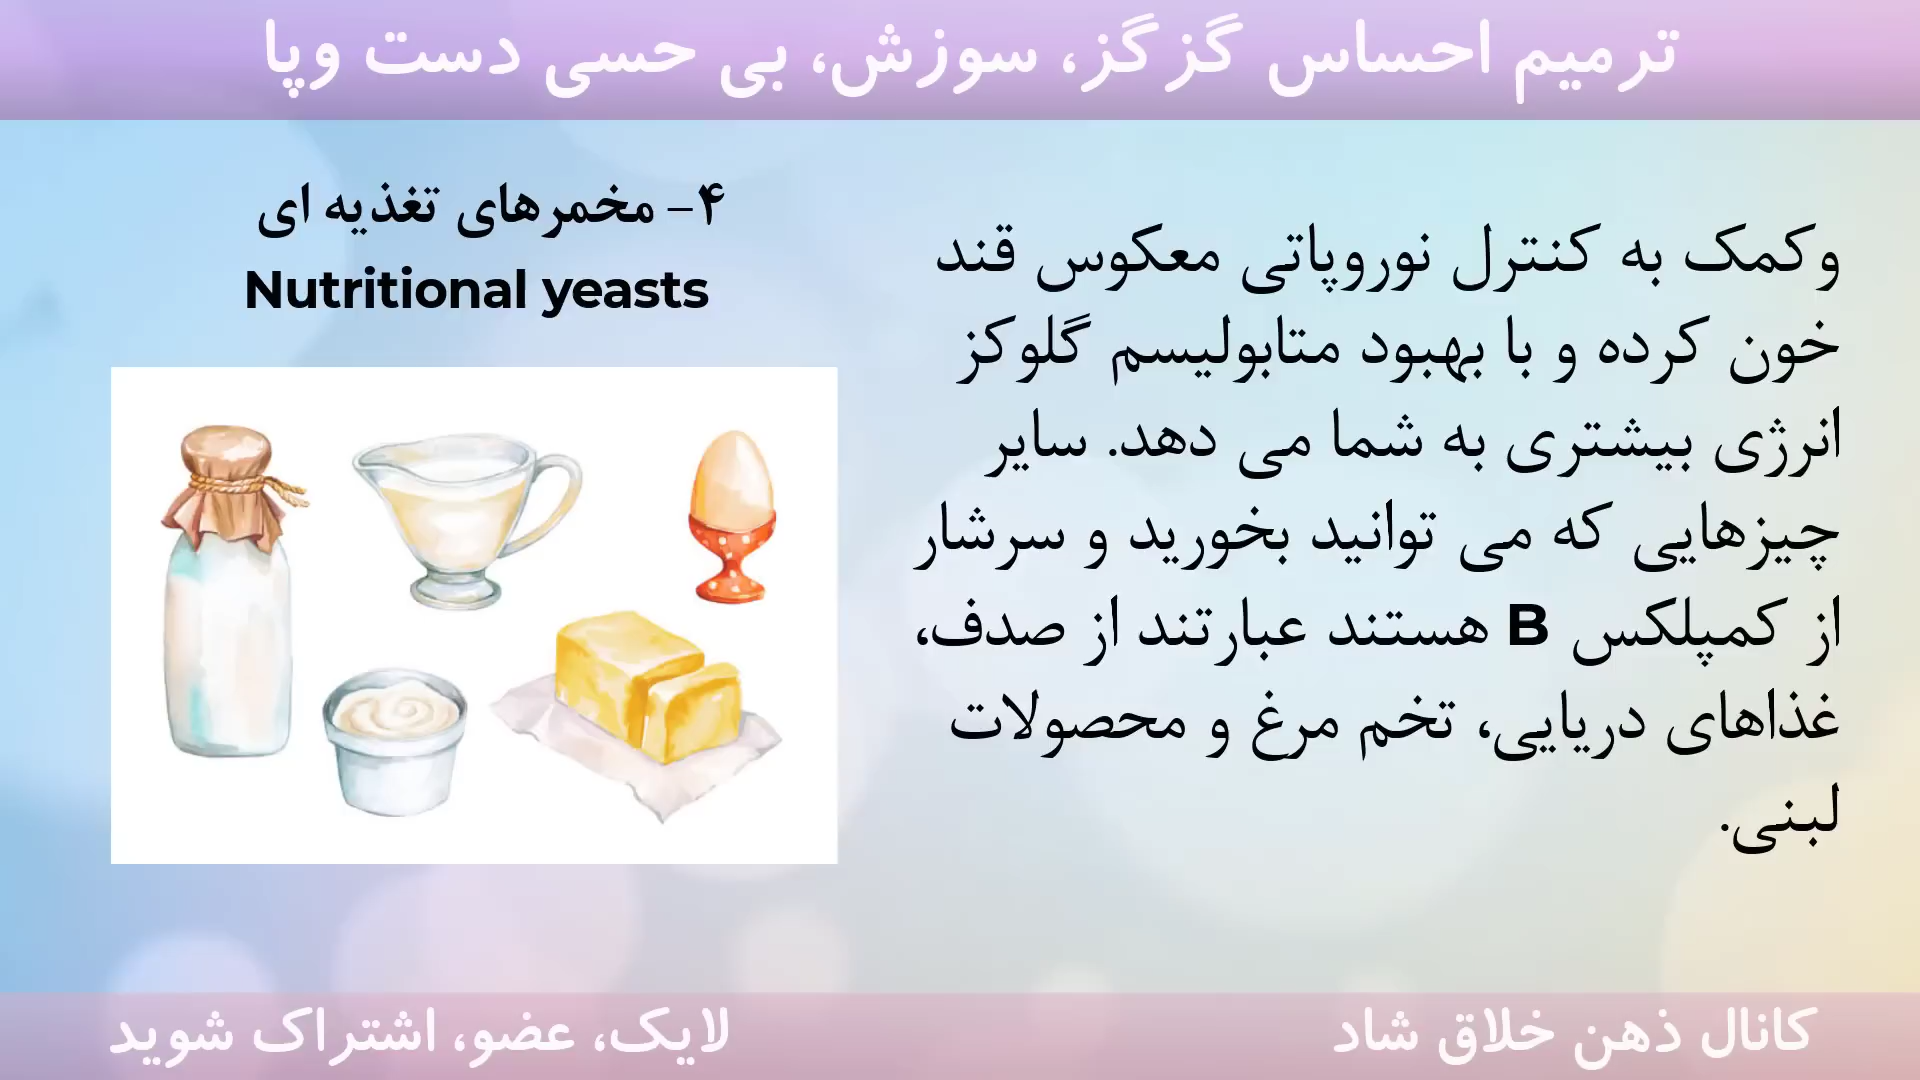 ترمیم احساس گزگز، سوزش، بی حسی دست وپا
۴- مخمرهای تغذیه ای
Nutritional yeasts
وکمک به کنترل نوروپاتی معکوس قند
خون کرده و با بهبود متابولیسم گلوکز
انرژی بیشتری به شما می دهد. سایر
چیزهایی که می توانید بخورید و سرشار
از کمپلکس B هستند عبارتند از صدف،
غذاهای دریایی، تخم مرغ و محصولات
لبنی.
کانال ذهن خلاق شاد
لایک، عضو، اشتراک شوید